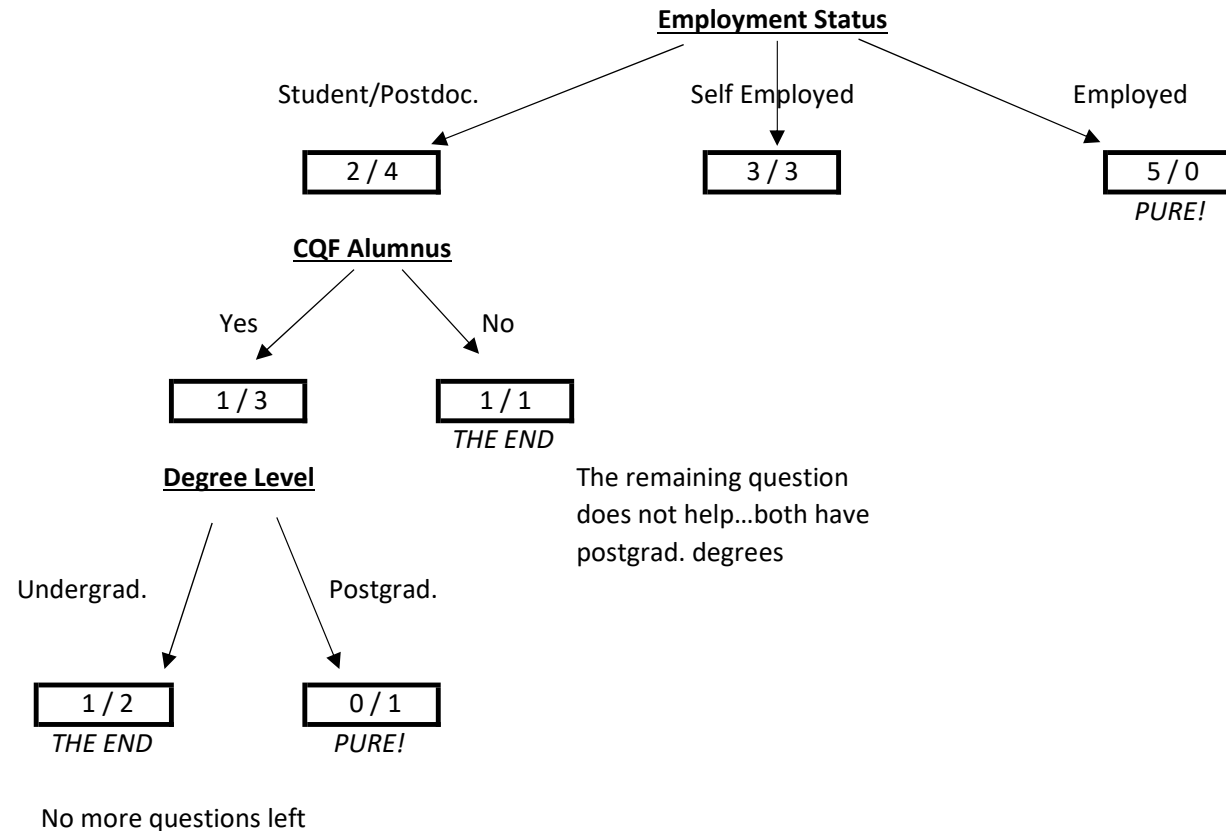 Employment Status
Student/Postdoc.
Self Employed
Employed
2 / 4
3 / 3
5 / 0
PURE!
CQF Alumnus
Yes
No
1 / 3
1 / 1
THE END
Degree Level
The remaining question
does not help...both have
postgrad. degrees
Undergrad.
Postgrad.
1 / 2
0 / 1
THE END
PURE!
No more questions left